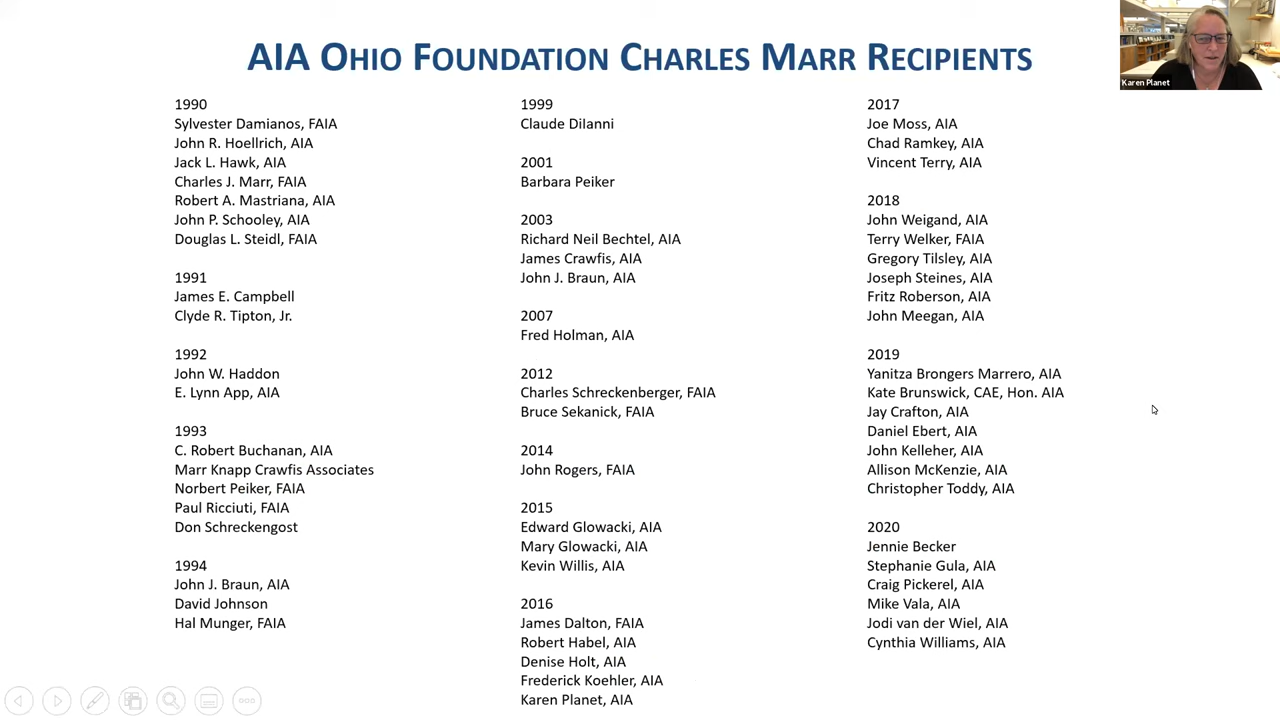 AIA OHIO FOUNDATION CHARLES MARR RECIPIENTS
1990
Sylvester Damianos, FAIA
John R. Hoellrich, AIA
Jack L. Hawk, AIA
Charles J. Marr, FAIA
Robert A. Mastriana, AIA
John P. Schooley, AIA
Douglas L. Steidl, FAIA
1991
James E. Campbell
Clyde R. Tipton, Jr.
1992
John W. Haddon
E. Lynn App, AIA
1993
C. Robert Buchanan, AIA
Marr Knapp Crawfis Associates
Norbert Peiker, FAIA
Paul Ricciuti, FAIA
Don Schreckengost
1994
John J. Braun, AIA
David Johnson
Hal Munger, FAIA
1999
Claude DiIanni
2001
Barbara Peiker
2003
Richard Neil Bechtel, AIA
James Crawfis, AIA
John J. Braun, AIA
2007
Fred Holman, AIA
2012
Charles Schreckenberger, FAIA
Bruce Sekanick, FAIA
2014
John Rogers, FAIA
2015
Edward Glowacki, AIA
Mary Glowacki, AIA
Kevin Willis, AIA
2016
James Dalton, FAIA
Robert Habel, AIA
Denise Holt, AIA
Frederick Koehler, AIA
Karen Planet, AIA
2017
Joe Moss, AIA
Chad Ramkey, AIA
Vincent Terry, AIA
2018
John Weigand, AIA
Terry Welker, FAIA
Gregory Tilsley, AIA
Joseph Steines, AIA
Fritz Roberson, AIA
John Meegan, AIA
2019
Yanitza Brongers Marrero, AIA
Kate Brunswick, CAE, Hon. AIA
Jay Crafton, AIA
Daniel Ebert, AIA
John Kelleher, AIA
Allison McKenzie, AIA
Christopher Toddy, AIA
2020
Jennie Becker
Stephanie Gula, AIA
Craig Pickerel, AIA
Mike Vala, AIA
Jodi van der Wiel, AIA
Cynthia Williams, AIA
Karen Planet